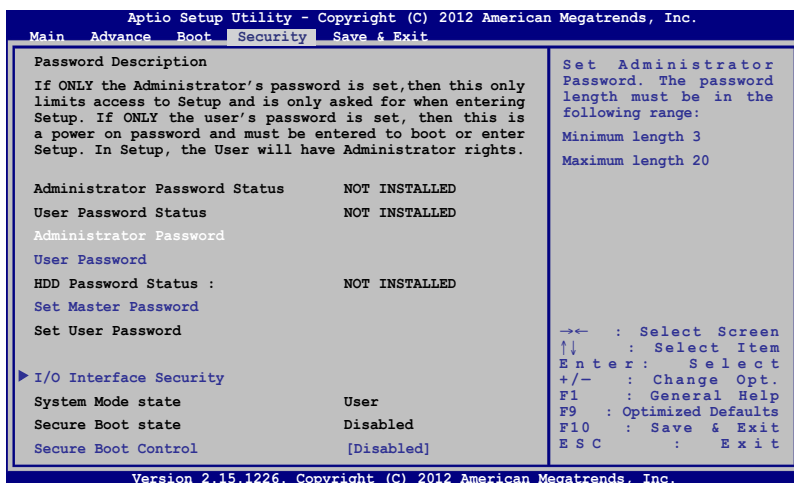 Aptio Setup Utility - Copyright (C) 2012 American Megatrends, Inc.
Main Advance Boot Security Save & Exit
Password Description
If ONLY the Administrator's password is set,then this only
limits access to Setup and is only asked for when entering
Setup. If ONLY the user's password is set, then this is
a power on password and must be entered to boot or enter
Setup. In Setup, the User will have Administrator rights.
Administrator Password Status NOT INSTALLED
User Password Status NOT INSTALLED
Administrator Password
User Password
HDD Password Status : NOT INSTALLED
Set Master Password
Set User Password
I/O Interface Security
System Mode state User
Secure Boot state Disabled
Secure Boot Control [Disabled]
Set Administrator
Password. The password
length must be in the
following range:
Minimum length 3
Maximum length 20
→← : Select Screen
↑↓ : Select Item
Enter: Select
+/— : Change Opt.
F1 : General Help
F9 : Optimized Defaults
F10 : Save & Exit
ESC : Exit
Version 2.15.1226. Copyright (C) 2012 American Megatrends, Inc.